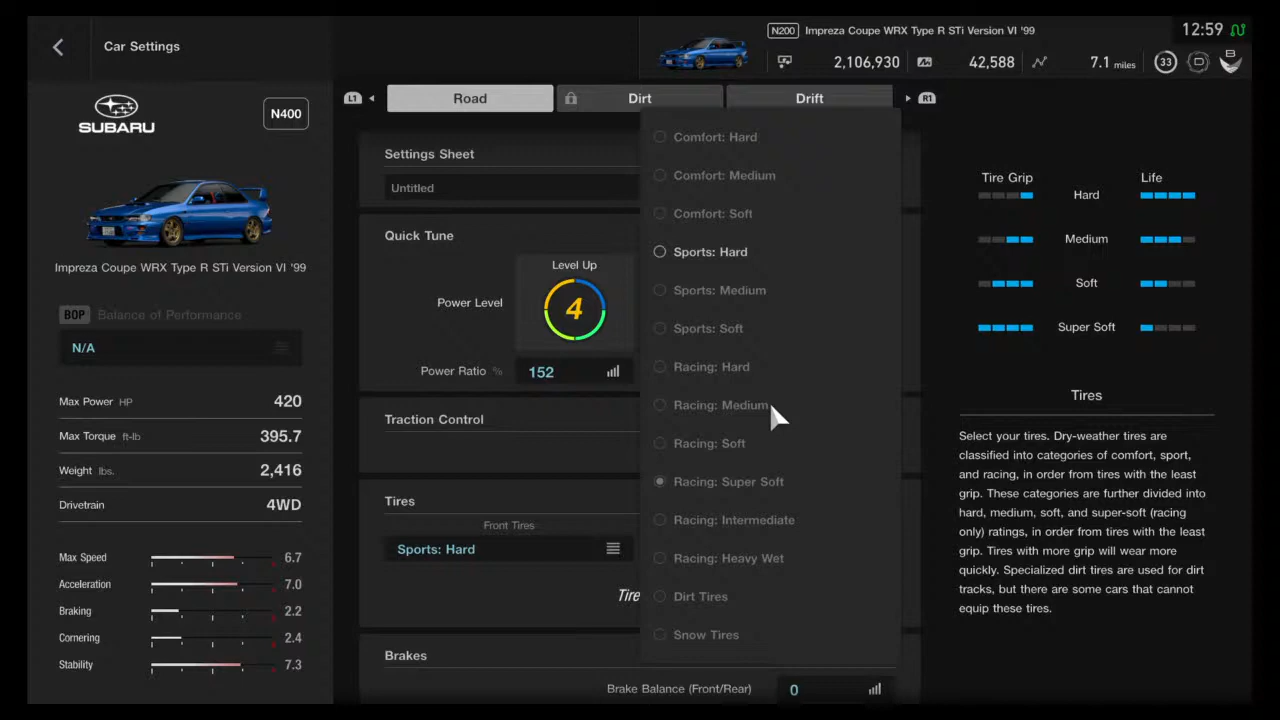 Car Settings
N200 Impreza Coupe WRX Type R STi Version VI '99
12:59
2,106,930
42,588
7.1 miles
33
D
B
SUBARU
N400
Impreza Coupe WRX Type R STi Version VI '99
BOP Balance of Performance
N/A
Max Power HP 420
Max Torque ft-lb 395.7
Weight lbs. 2,416
Drivetrain 4WD
Max Speed 6.7
Acceleration 7.0
Braking 2.2
Cornering 2.4
Stability 7.3
L1 Road Dirt Drift R1
Settings Sheet
Untitled
Quick Tune
Level Up
Power Level 4
Power Ratio % 152
Traction Control
Tires
Front Tires
Sports: Hard
Tire
Brakes
Brake Balance (Front/Rear) 0
Comfort: Hard
Comfort: Medium
Comfort: Soft
Sports: Hard
Sports: Medium
Sports: Soft
Racing: Hard
Racing: Medium
Racing: Soft
Racing: Super Soft
Racing: Intermediate
Racing: Heavy Wet
Dirt Tires
Snow Tires
Tire Grip Life
Hard
Medium
Soft
Super Soft
Tires
Select your tires. Dry-weather tires are
classified into categories of comfort, sport,
and racing, in order from tires with the least
grip. These categories are further divided into
hard, medium, soft, and super-soft (racing
only) ratings, in order from tires with the least
grip. Tires with more grip will wear more
quickly. Specialized dirt tires are used for dirt
tracks, but there are some cars that cannot
equip these tires.